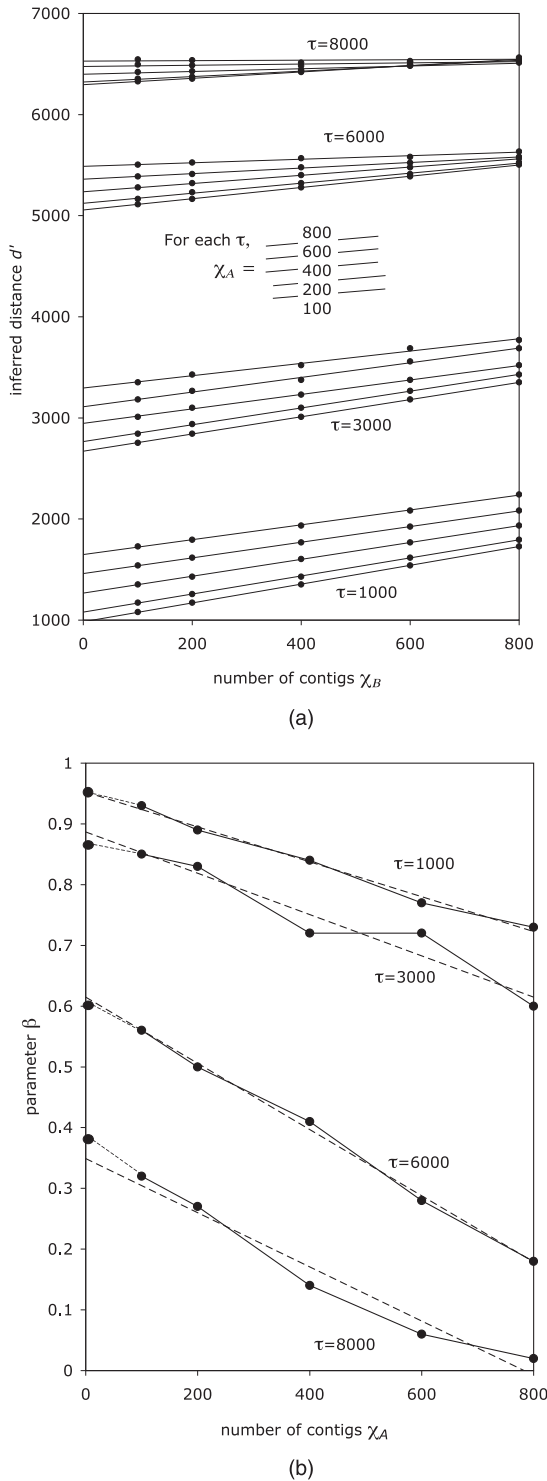 7000
τ=8000
6000
τ=6000
5000
For each τ,
χA =
800
600
400
200
100
inferred distance d'
4000
3000
τ=3000
2000
τ=1000
1000
0 200 400 600 800
number of contigs χB
(a)
1
0.9
τ=1000
0.8
0.7
τ=3000
0.6
parameter β
0.5
0.4
τ=6000
0.3
0.2
0.1
τ=8000
0
0 200 400 600 800
number of contigs χA
(b)